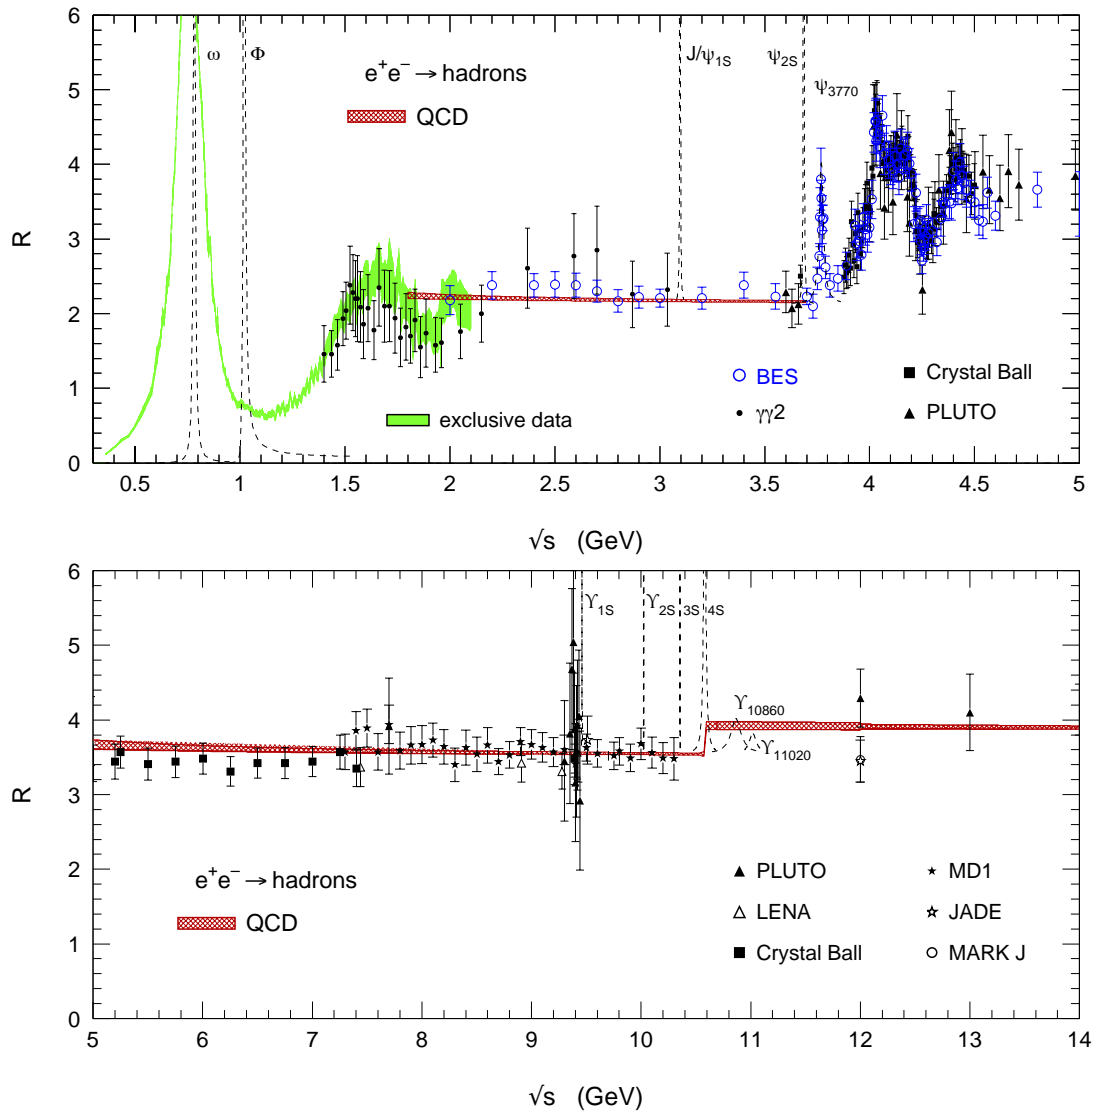 6
5
4
3
2
1
0
R
ω Φ J/ψ1S ψ2S
ψ3770
e+e− → hadrons
QCD
BES Crystal Ball
γγ2 PLUTO
exclusive data
0.5 1 1.5 2 2.5 3 3.5 4 4.5 5
√s (GeV)
6
5
4
3
2
1
0
R
ϒ1S ϒ2S 3S 4S
ϒ10860
ϒ11020
e+e− → hadrons
QCD
PLUTO MD1
LENA JADE
Crystal Ball MARK J
5 6 7 8 9 10 11 12 13 14
√s (GeV)